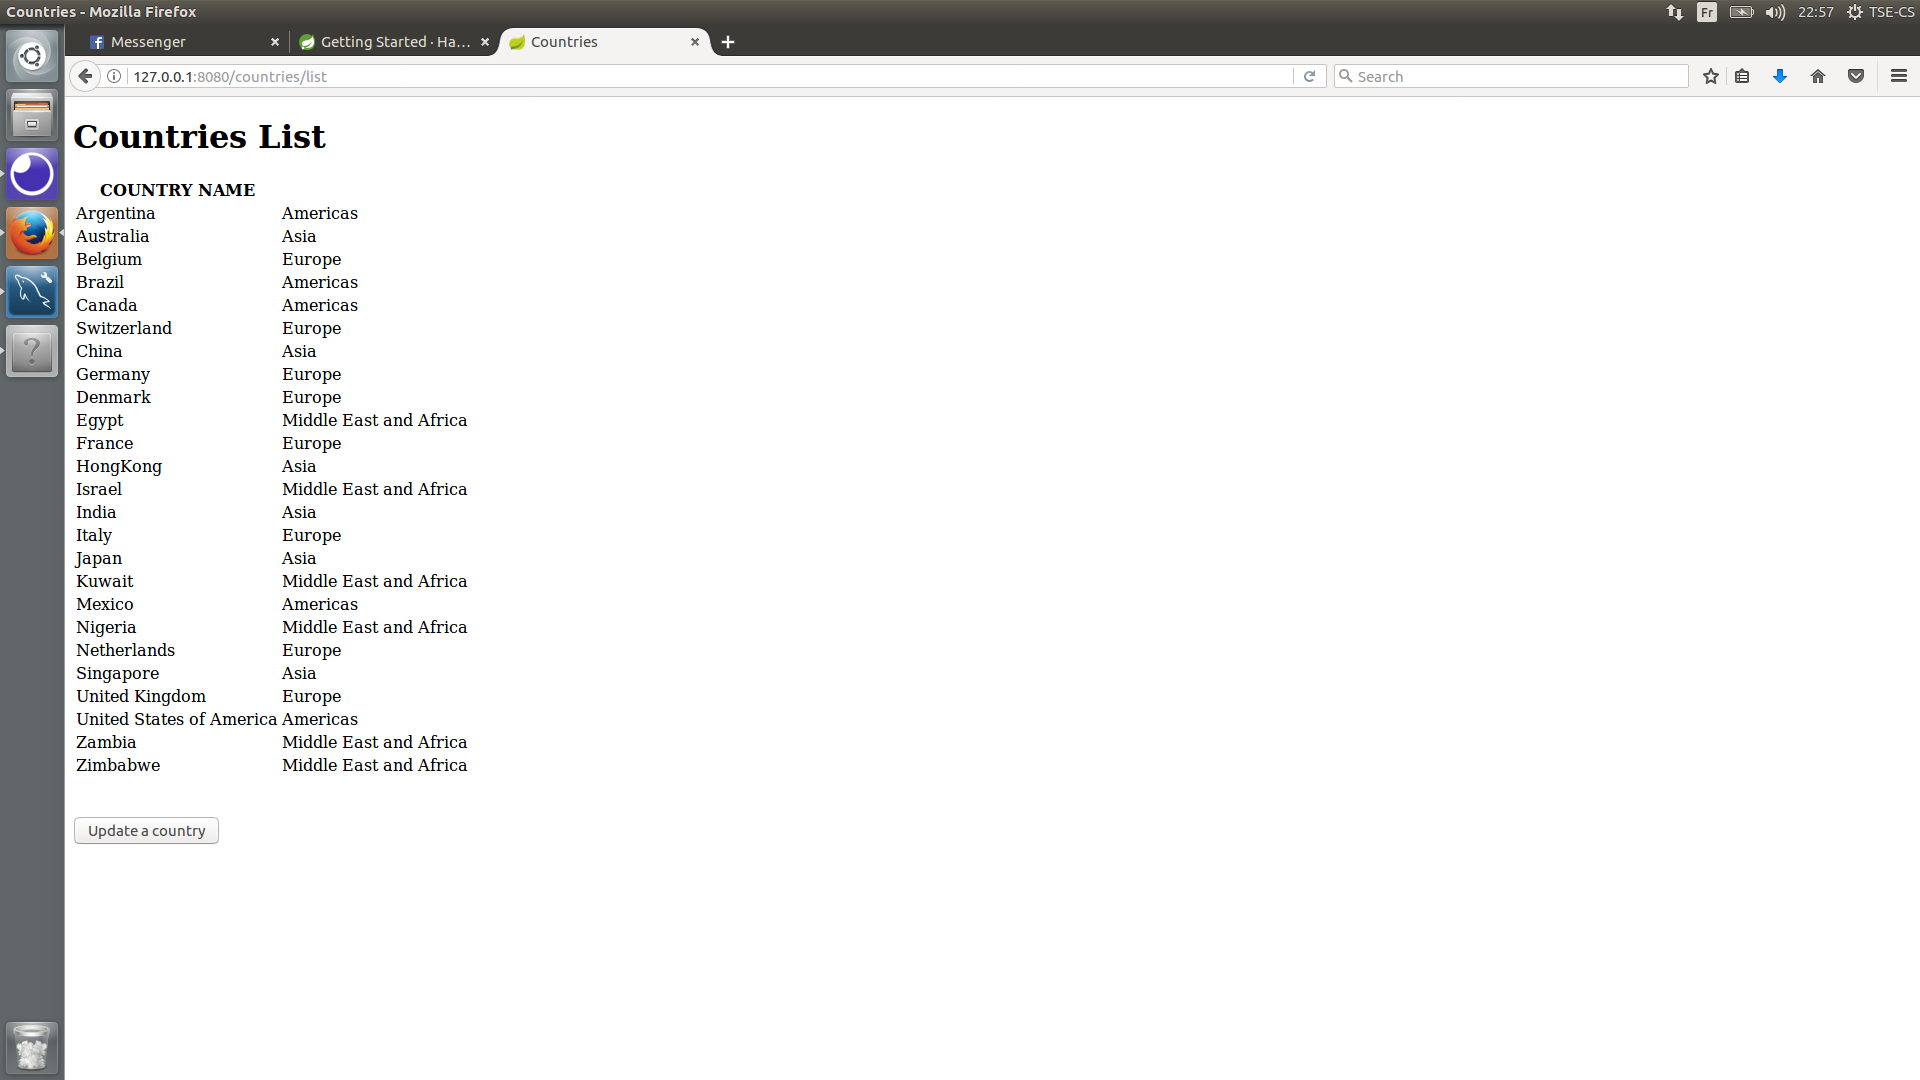 Countries - Mozilla Firefox
Fr 22:57 TSE-CS
Messenger Getting Started · Ha... Countries
127.0.0.1:8080/countries/list Search
Countries List
COUNTRY NAME
Argentina Americas
Australia Asia
Belgium Europe
Brazil Americas
Canada Americas
Switzerland Europe
China Asia
Germany Europe
Denmark Europe
Egypt Middle East and Africa
France Europe
HongKong Asia
Israel Middle East and Africa
India Asia
Italy Europe
Japan Asia
Kuwait Middle East and Africa
Mexico Americas
Nigeria Middle East and Africa
Netherlands Europe
Singapore Asia
United Kingdom Europe
United States of America Americas
Zambia Middle East and Africa
Zimbabwe Middle East and Africa
Update a country